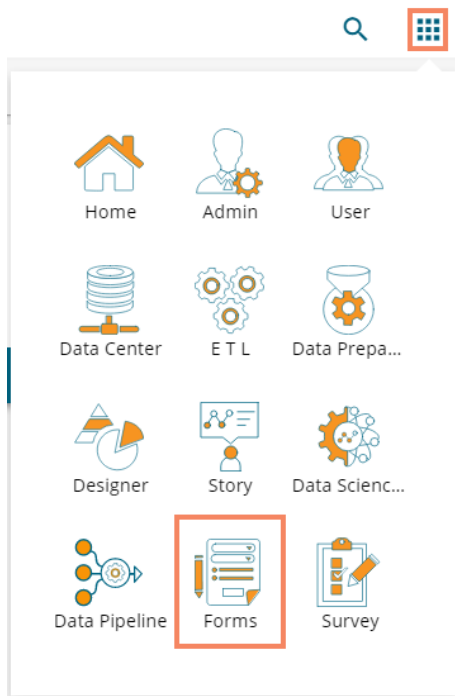 Home Admin User
Data Center E T L Data Prepa...
Designer Story Data Scienc...
Data Pipeline Forms Survey